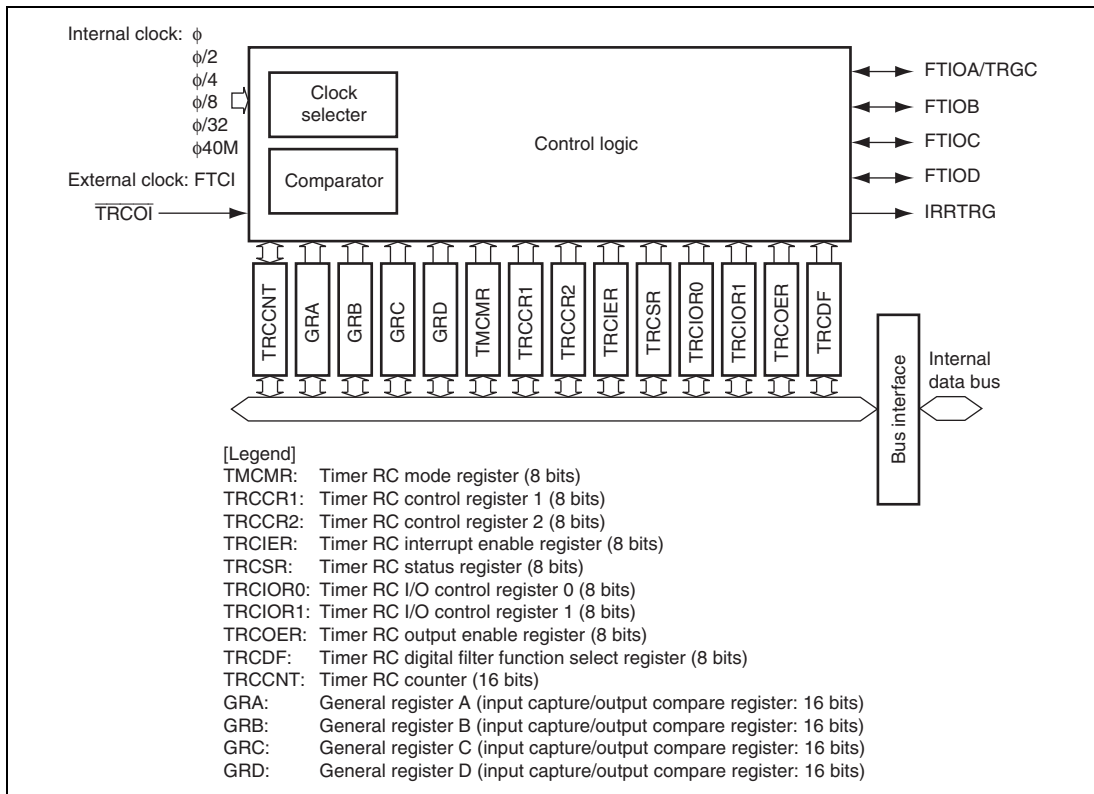 Internal clock: ϕ
ϕ/2
ϕ/4
ϕ/8
ϕ/32
ϕ40M
External clock: FTCI
TRCOI
Clock
selecter
Comparator
Control logic
FTIOA/TRGC
FTIOB
FTIOC
FTIOD
IRRTRG
TRCCNT
GRA
GRB
GRC
GRD
TMCMR
TRCCR1
TRCCR2
TRCIER
TRCSR
TRCIOR0
TRCIOR1
TRCOER
TRCDF
Bus interface
Internal
data bus
[Legend]
TMCMR: Timer RC mode register (8 bits)
TRCCR1: Timer RC control register 1 (8 bits)
TRCCR2: Timer RC control register 2 (8 bits)
TRCIER: Timer RC interrupt enable register (8 bits)
TRCSR: Timer RC status register (8 bits)
TRCIOR0: Timer RC I/O control register 0 (8 bits)
TRCIOR1: Timer RC I/O control register 1 (8 bits)
TRCOER: Timer RC output enable register (8 bits)
TRCDF: Timer RC digital filter function select register (8 bits)
TRCCNT: Timer RC counter (16 bits)
GRA: General register A (input capture/output compare register: 16 bits)
GRB: General register B (input capture/output compare register: 16 bits)
GRC: General register C (input capture/output compare register: 16 bits)
GRD: General register D (input capture/output compare register: 16 bits)